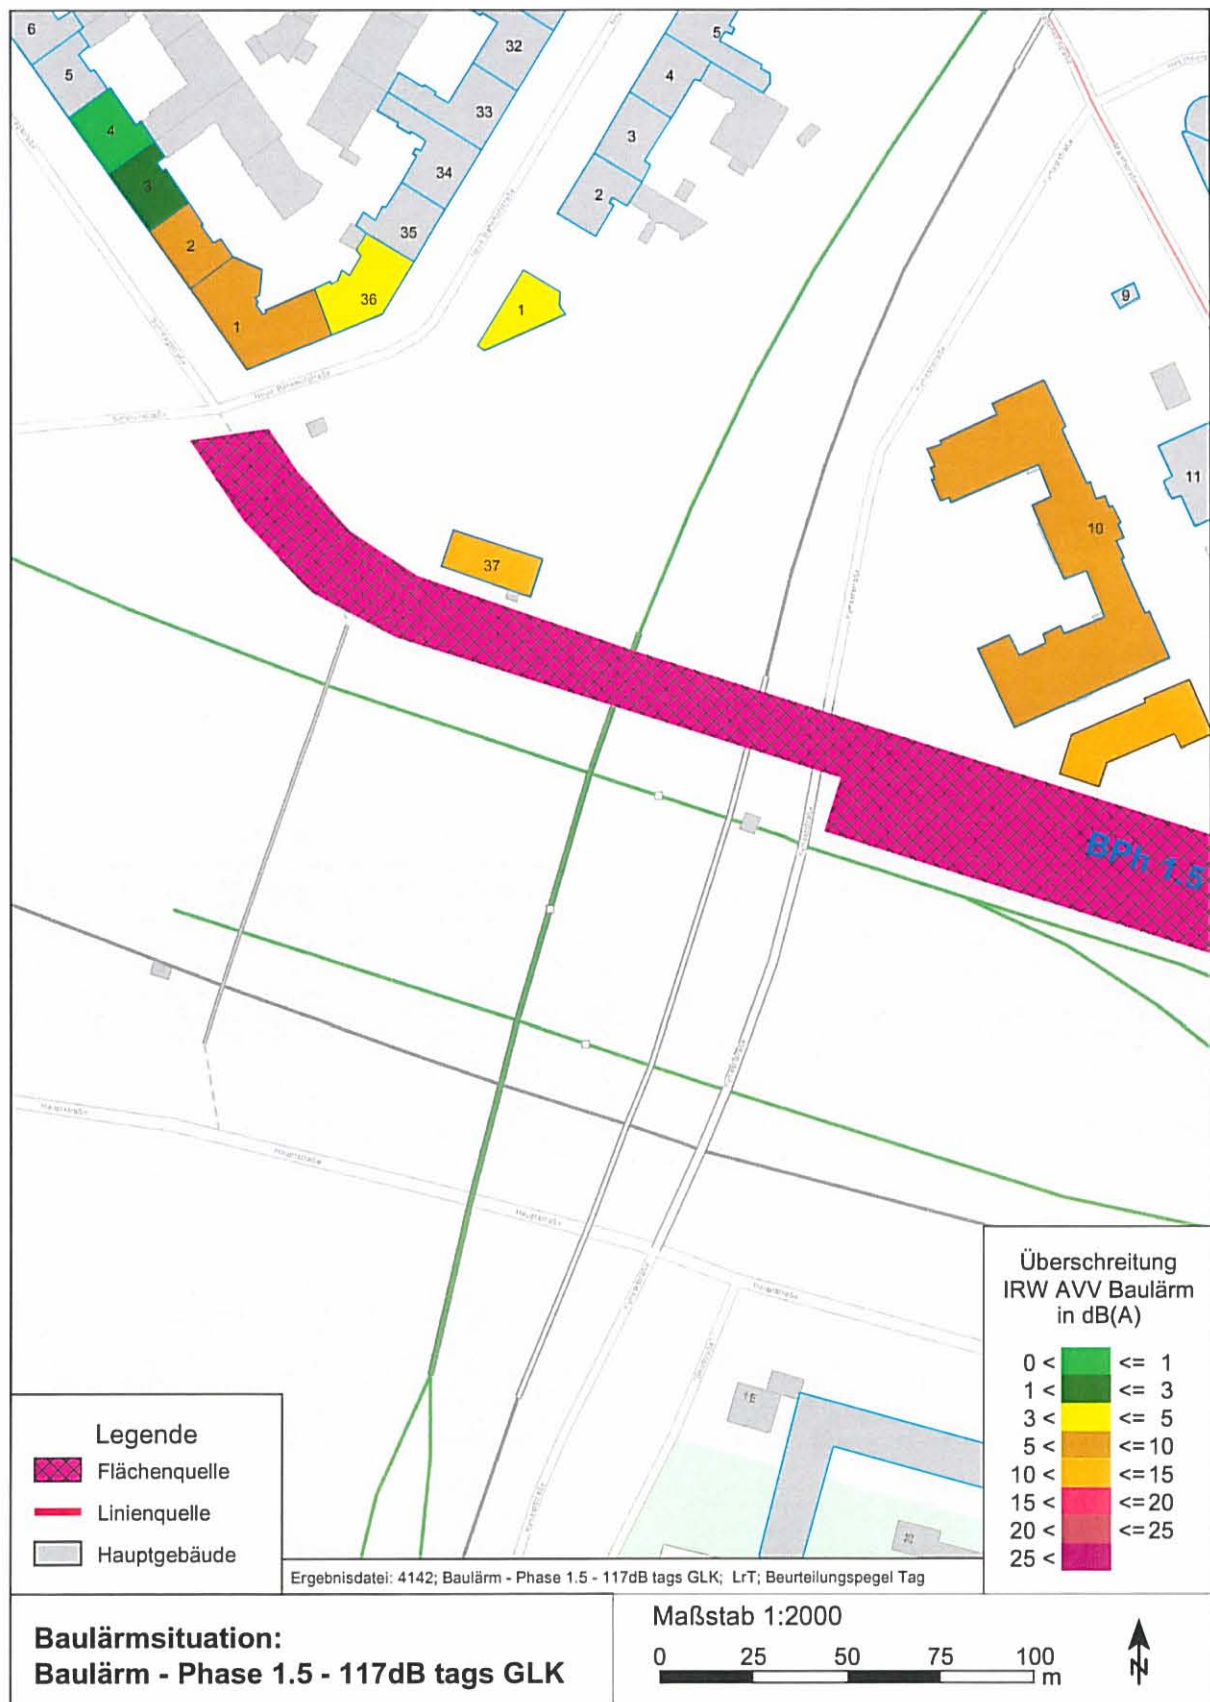 6
5
4
3
2
1
32
33
34
35
36
5
4
3
2
1
9
11
10
37
BPh 1.5
Hauptstraße
Hauptstraße
Hauptstraße
Hauptstraße
Überschreitung
IRW AVV Baulärm
in dB(A)
0 < <= 1
1 < <= 3
3 < <= 5
5 < <= 10
10 < <= 15
15 < <= 20
20 < <= 25
25 <
Legende
Flächenquelle
Linienquelle
Hauptgebäude
Ergebnisdatei: 4142; Baulärm - Phase 1.5 - 117dB tags GLK; LrT; Beurteilungspegel Tag
Baulärmsituation:
Baulärm - Phase 1.5 - 117dB tags GLK
Maßstab 1:2000
0 25 50 75 100
m
N